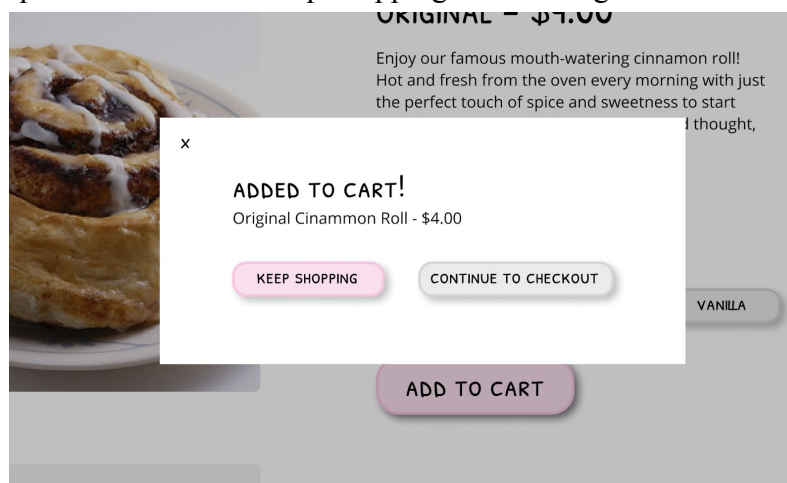 ORIGINAL - $4.00
Enjoy our famous mouth-watering cinnamon roll!
Hot and fresh from the oven every morning with just
the perfect touch of spice and sweetness to start
thought,
x
ADDED TO CART!
Original Cinammon Roll - $4.00
KEEP SHOPPING
CONTINUE TO CHECKOUT
VANILLA
ADD TO CART